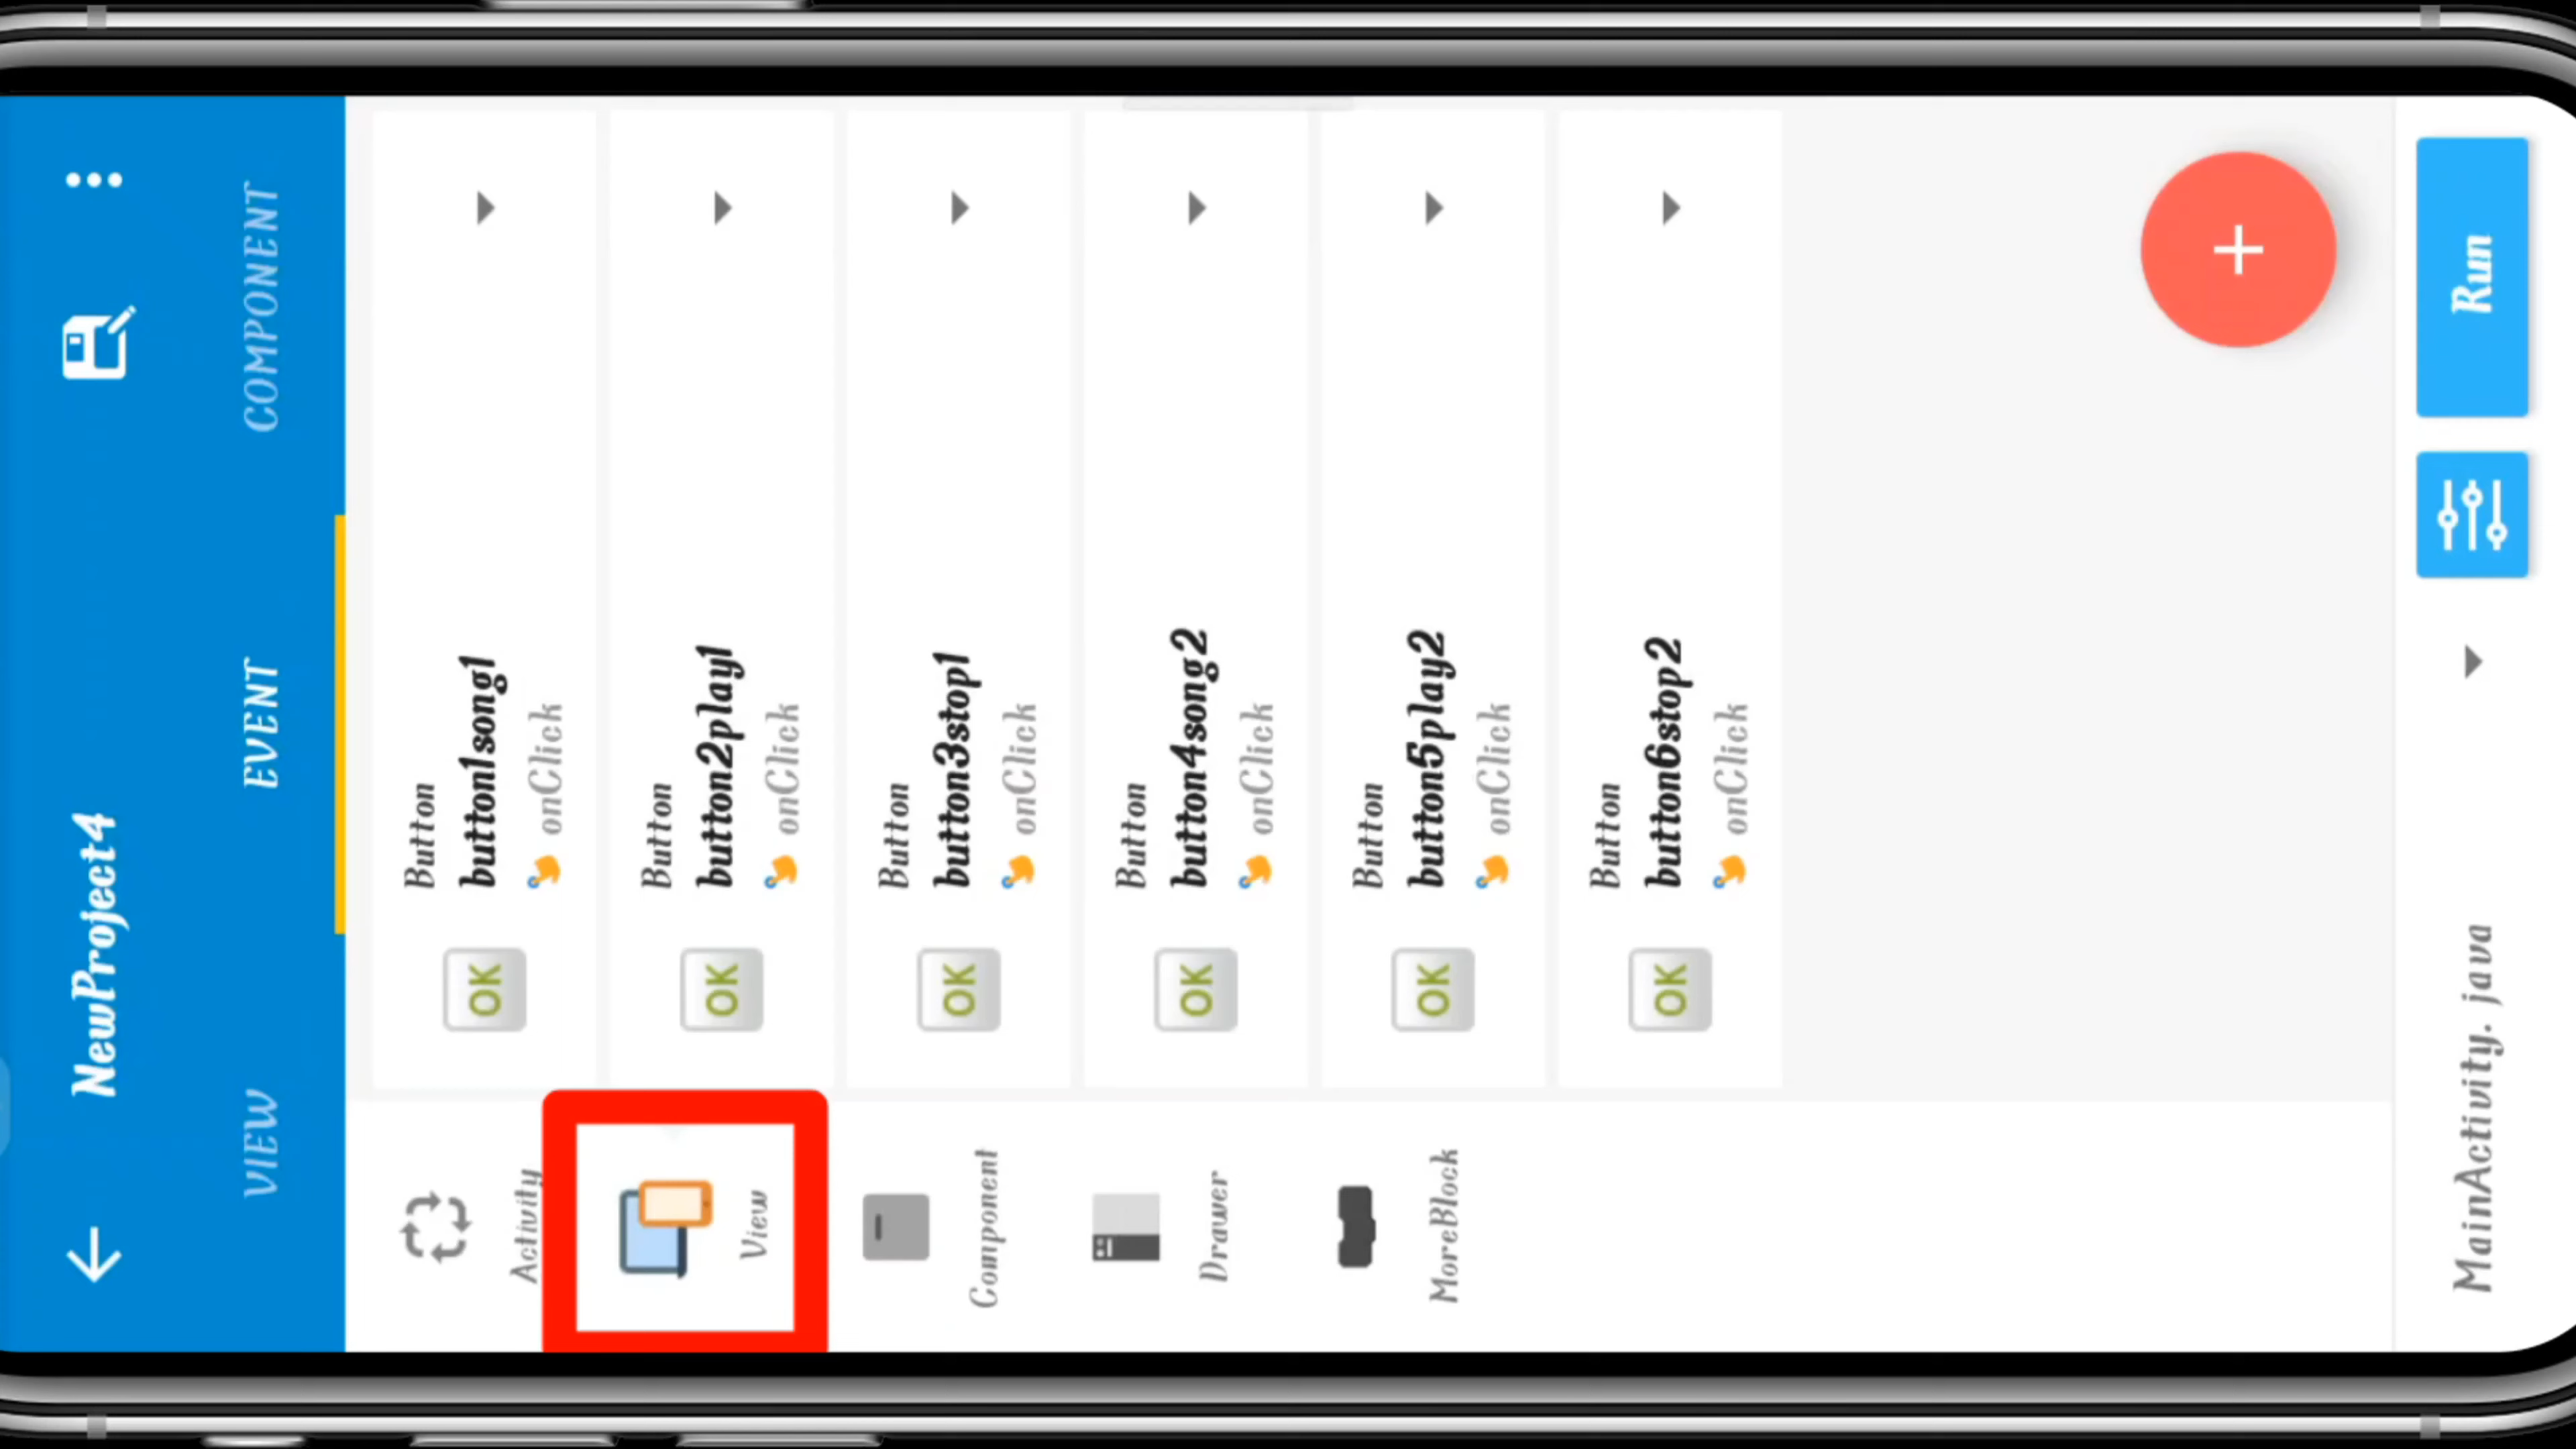 NewProject4
VIEW
EVENT
COMPONENT
Activity
View
Component
Drawer
MoreBlock
OK
Button
button1song1
onClick
OK
Button
button2play1
onClick
OK
Button
button3stop1
onClick
OK
Button
button4song2
onClick
OK
Button
button5play2
onClick
OK
Button
button6stop2
onClick
MainActivity. java
Run